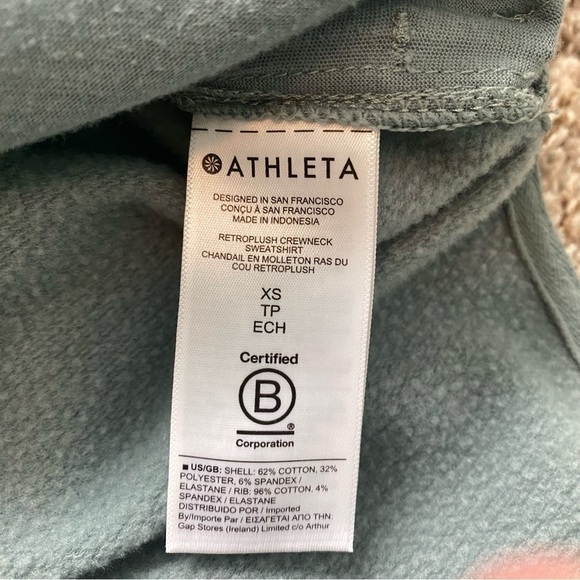 ATHLETA
DESIGNED IN SAN FRANCISCO
CONÇU À SAN FRANCISCO
MADE IN INDONESIA
RETROPLUSH CREWNECK
SWEATSHIRT
CHANDAIL EN MOLLETON RAS DU
COU RETROPLUSH
XS
TP
ECH
Certified
B
®
Corporation
■ US/GB: SHELL: 62% COTTON, 32%
POLYESTER, 6% SPANDEX /
ELASTANE / RIB: 96% COTTON, 4%
SPANDEX / ELASTANE
DISTRIBUIDO POR / Imported
By/Importe Par / ΕΙΣΑΓΕΤΑΙ ΑΠΟ ΤΗΝ:
Gap Stores (Ireland) Limited c/o Arthur